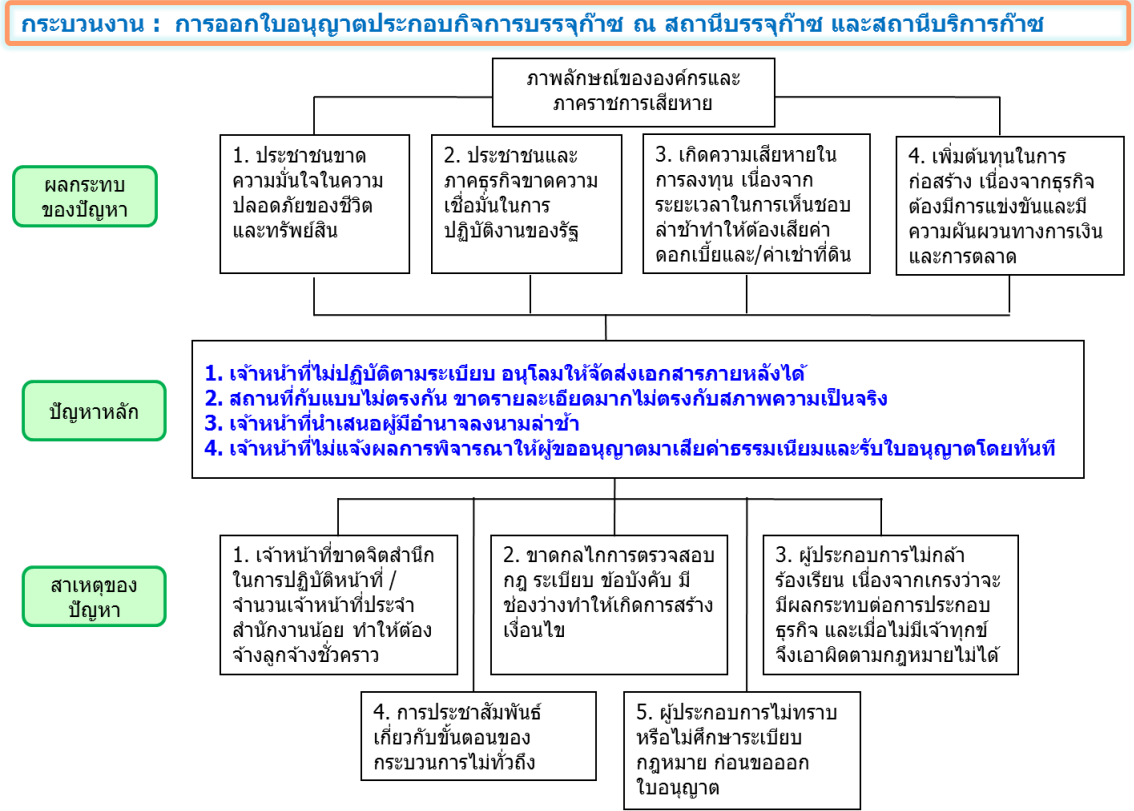 กระบวนงาน : การออกใบอนุญาตประกอบกิจการบรรจุก๊าซ ณ สถานีบรรจุก๊าซ และสถานีบริการก๊าซ
ภาพลักษณ์ขององค์กรและ
ภาคราชการเสียหาย
ผลกระทบ
ของปัญหา
1. ประชาชนขาด
ความมั่นใจในความ
ปลอดภัยของชีวิต
และทรัพย์สิน
2. ประชาชนและ
ภาคธุรกิจขาดความ
เชื่อมั่นในการ
ปฏิบัติงานของรัฐ
3. เกิดความเสียหายใน
การลงทุน เนื่องจาก
ระยะเวลาในการเห็นชอบ
ล่าช้าทำให้ต้องเสียค่า
ดอกเบี้ยและ/ค่าเช่าที่ดิน
4. เพิ่มต้นทุนในการ
ก่อสร้าง เนื่องจากธุรกิจ
ต้องมีการแข่งขันและมี
ความผันผวนทางการเงิน
และการตลาด
ปัญหาหลัก
1. เจ้าหน้าที่ไม่ปฏิบัติตามระเบียบ อนุโลมให้จัดส่งเอกสารภายหลังได้
2. สถานที่กับแบบไม่ตรงกัน ขาดรายละเอียดมากไม่ตรงกับสภาพความเป็นจริง
3. เจ้าหน้าที่นำเสนอผู้มีอำนาจลงนามล่าช้า
4. เจ้าหน้าที่ไม่แจ้งผลการพิจารณาให้ผู้ขออนุญาตมาเสียค่าธรรมเนียมและรับใบอนุญาตโดยทันที
สาเหตุของ
ปัญหา
1. เจ้าหน้าที่ขาดจิตสำนึก
ในการปฏิบัติหน้าที่ /
จำนวนเจ้าหน้าที่ประจำ
สำนักงานน้อย ทำให้ต้อง
จ้างลูกจ้างชั่วคราว
2. ขาดกลไกการตรวจสอบ
กฎ ระเบียบ ข้อบังคับ มี
ช่องว่างทำให้เกิดการสร้าง
เงื่อนไข
3. ผู้ประกอบการไม่กล้า
ร้องเรียน เนื่องจากเกรงว่าจะ
มีผลกระทบต่อการประกอบ
ธุรกิจ และเมื่อไม่มีเจ้าทุกข์
จึงเอาผิดตามกฎหมายไม่ได้
4. การประชาสัมพันธ์
เกี่ยวกับขั้นตอนของ
กระบวนการไม่ทั่วถึง
5. ผู้ประกอบการไม่ทราบ
หรือไม่ศึกษาระเบียบ
กฎหมาย ก่อนขอออก
ใบอนุญาต